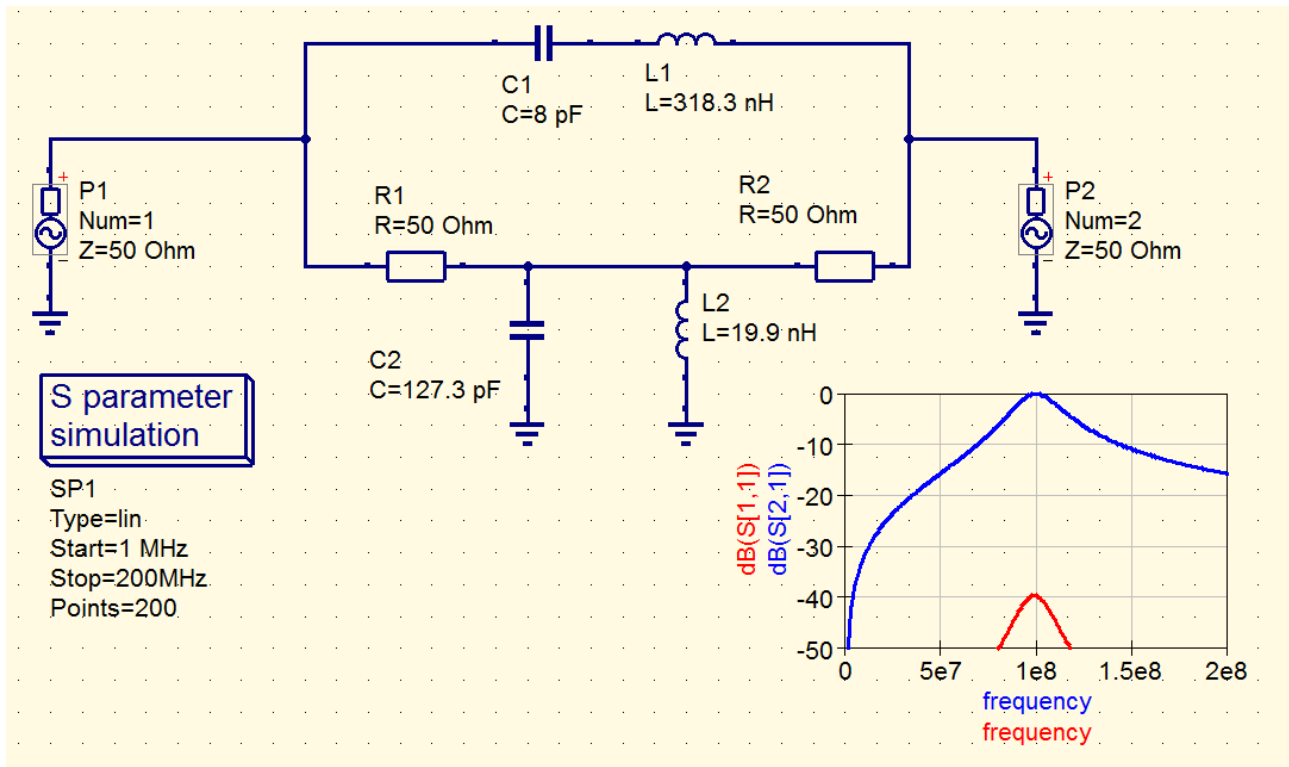 C1
C=8 pF
L1
L=318.3 nH
+
P1
Num=1
Z=50 Ohm
−
R1
R=50 Ohm
R2
R=50 Ohm
+
P2
Num=2
Z=50 Ohm
−
C2
C=127.3 pF
L2
L=19.9 nH
S parameter
simulation
SP1
Type=lin
Start=1 MHz
Stop=200MHz
Points=200
dB(S[1,1])
dB(S[2,1])
0
-10
-20
-30
-40
-50
0
5e7
1e8
1.5e8
2e8
frequency
frequency